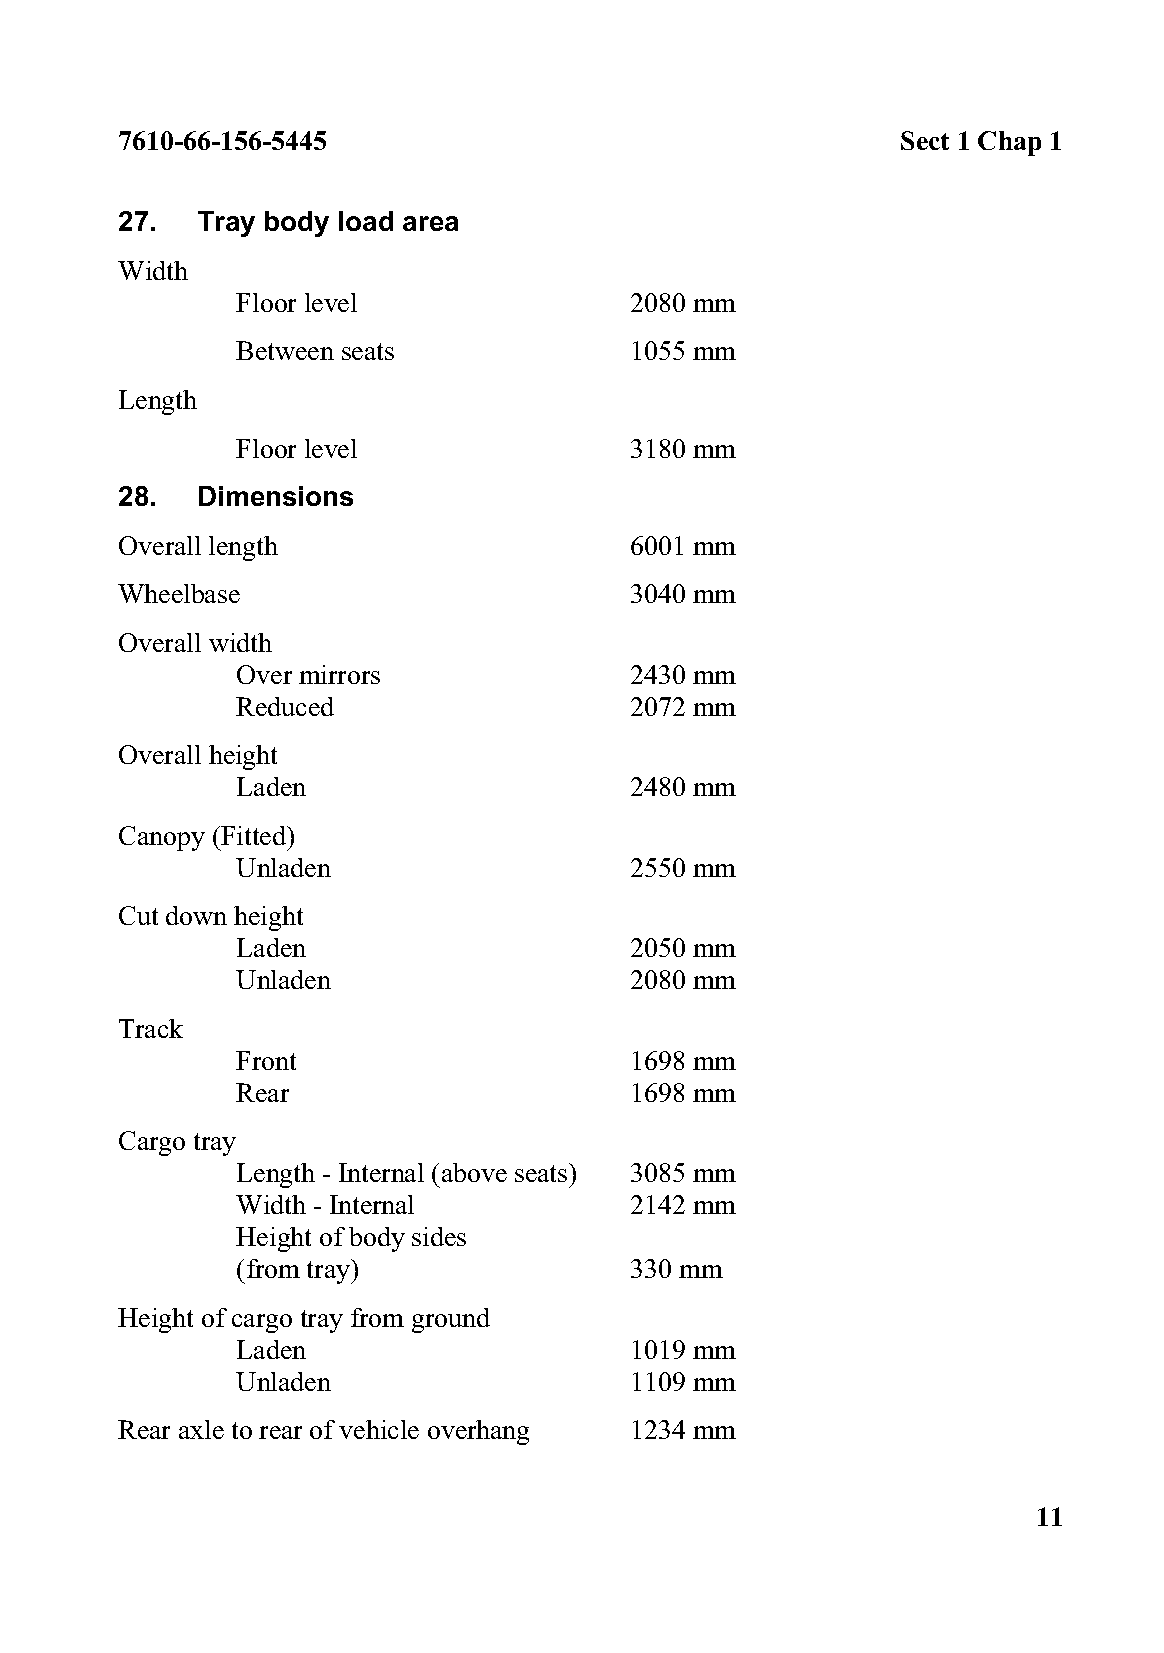 7610-66-156-5445 Sect 1 Chap 1
27. Tray body load area
Width
Floor level 2080 mm
Between seats 1055 mm
Length
Floor level 3180 mm
28. Dimensions
Overall length 6001 mm
Wheelbase 3040 mm
Overall width
Over mirrors 2430 mm
Reduced 2072 mm
Overall height
Laden 2480 mm
Canopy (Fitted)
Unladen 2550 mm
Cut down height
Laden 2050 mm
Unladen 2080 mm
Track
Front 1698 mm
Rear 1698 mm
Cargo tray
Length - Internal (above seats) 3085 mm
Width - Internal 2142 mm
Height of body sides
(from tray) 330 mm
Height of cargo tray from ground
Laden 1019 mm
Unladen 1109 mm
Rear axle to rear of vehicle overhang 1234 mm
11